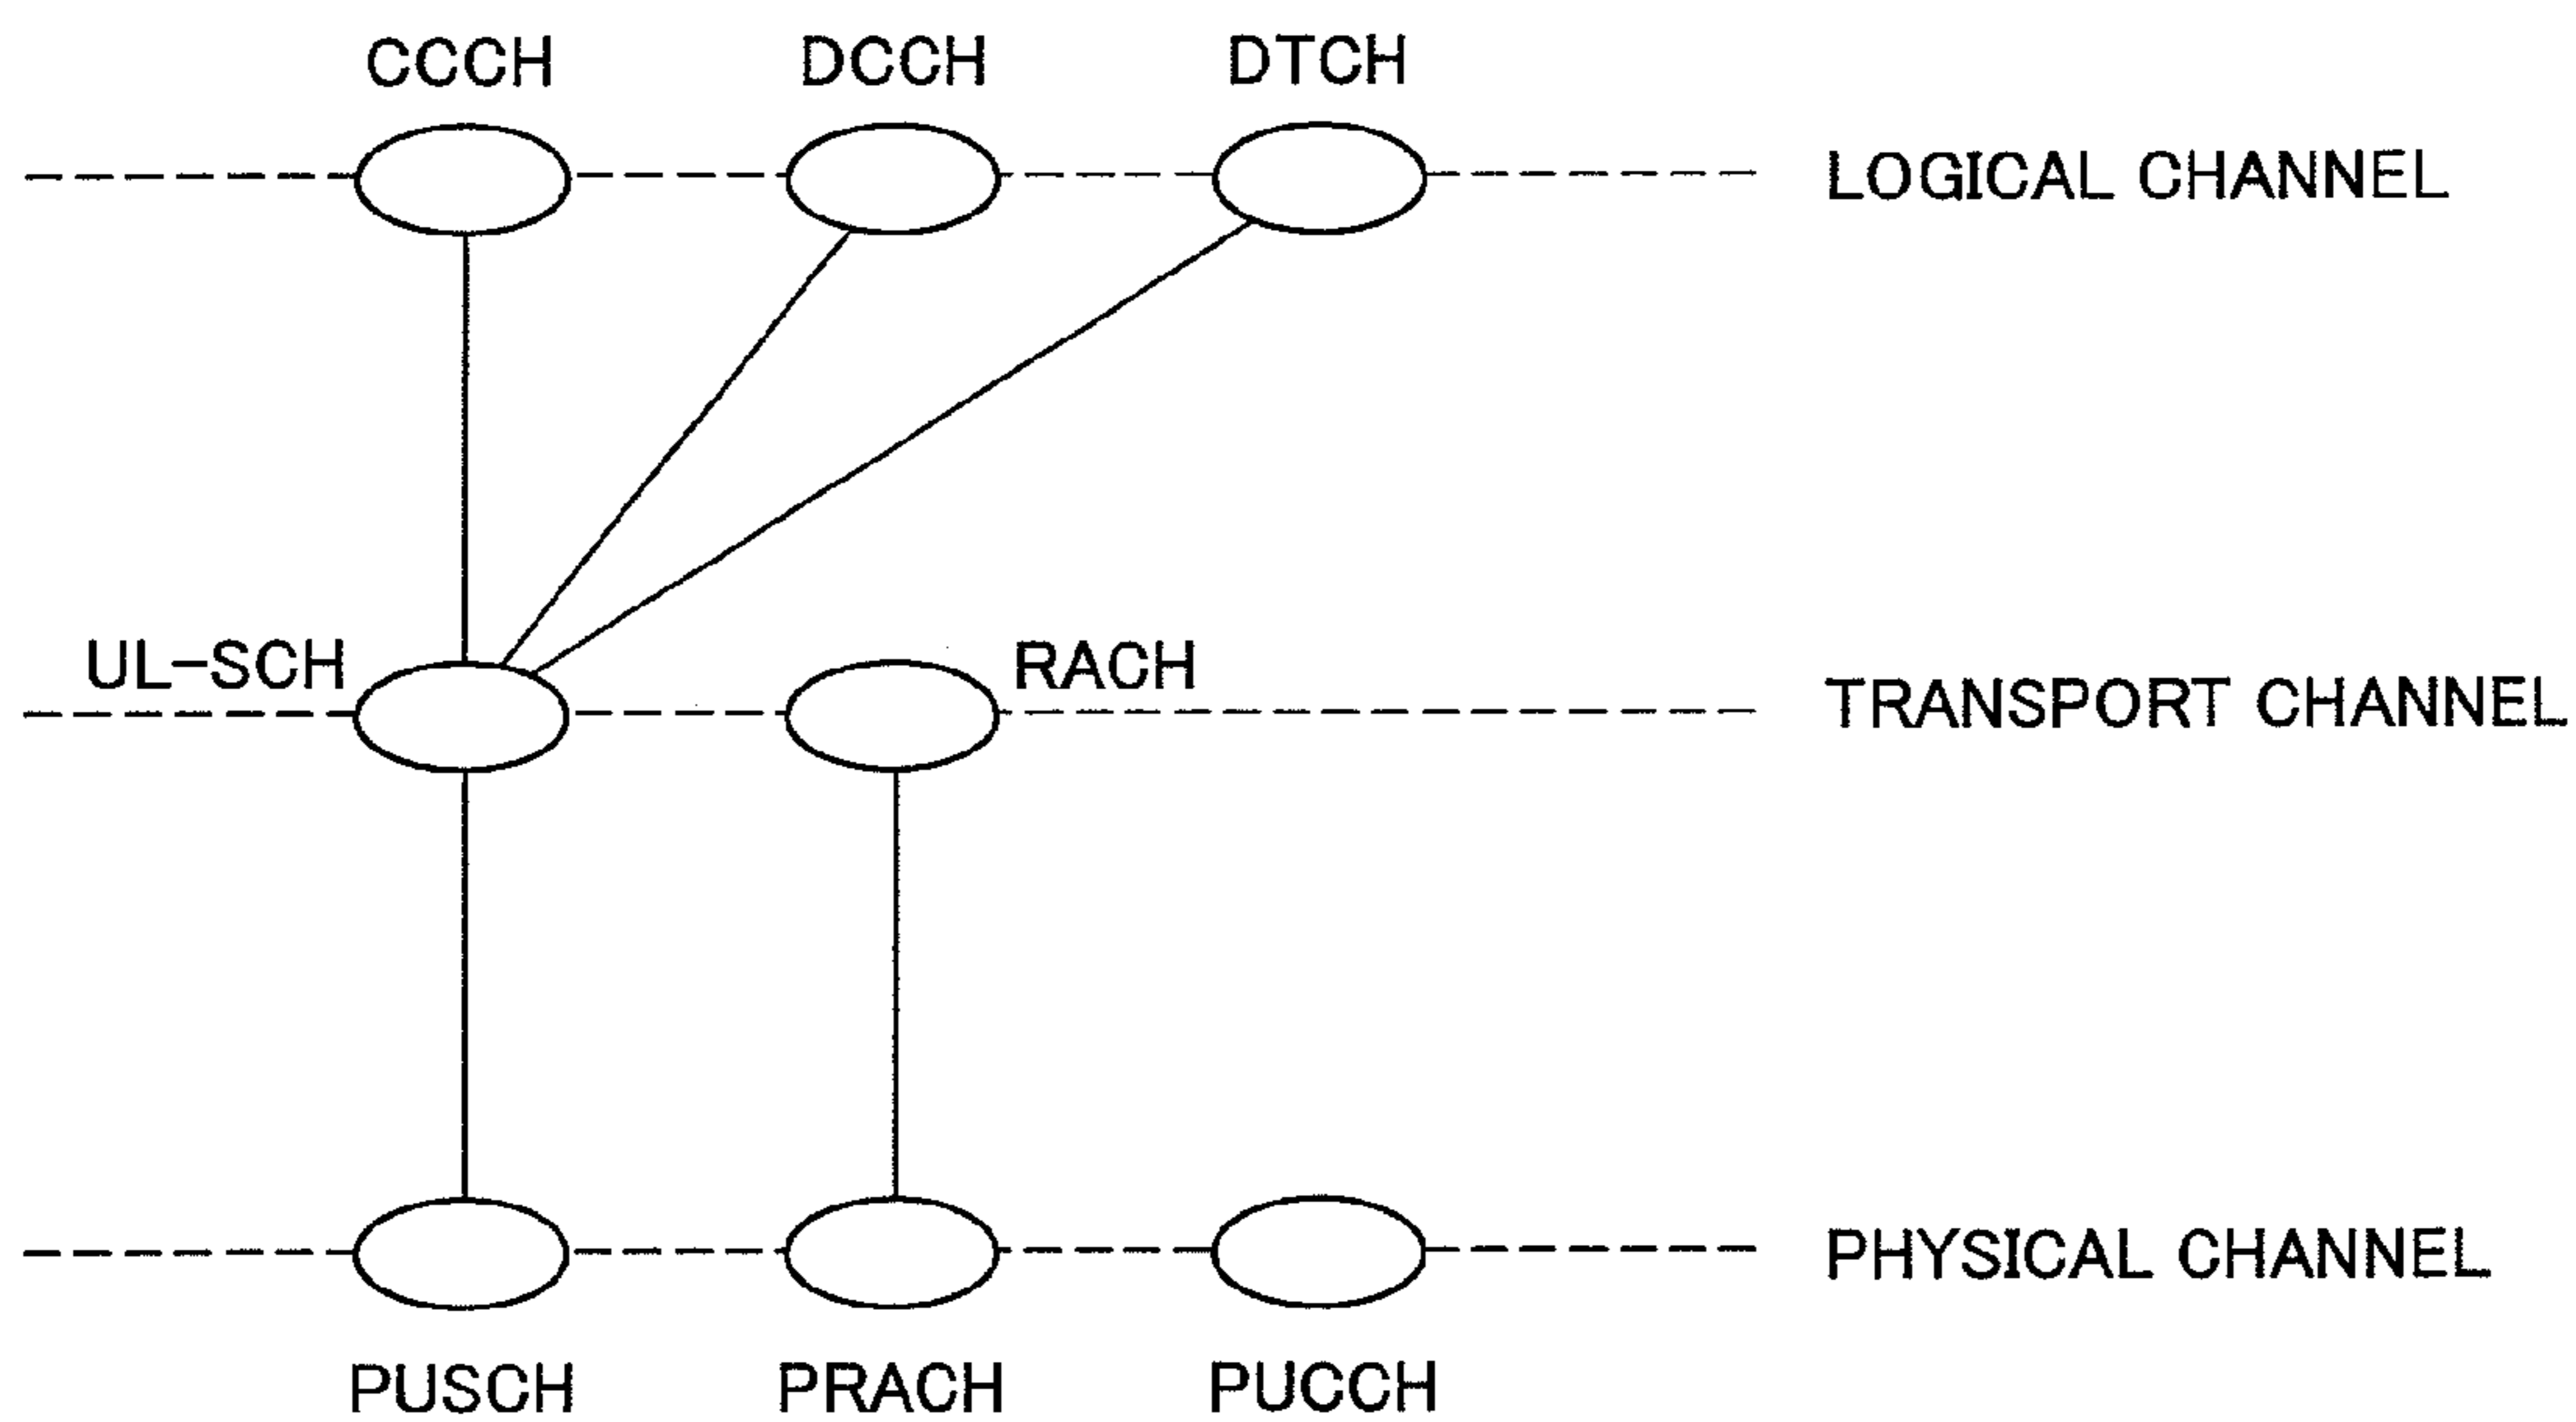 CCCH DCCH DTCH
LOGICAL CHANNEL
UL-SCH RACH
TRANSPORT CHANNEL
PHYSICAL CHANNEL
PUSCH PRACH PUCCH